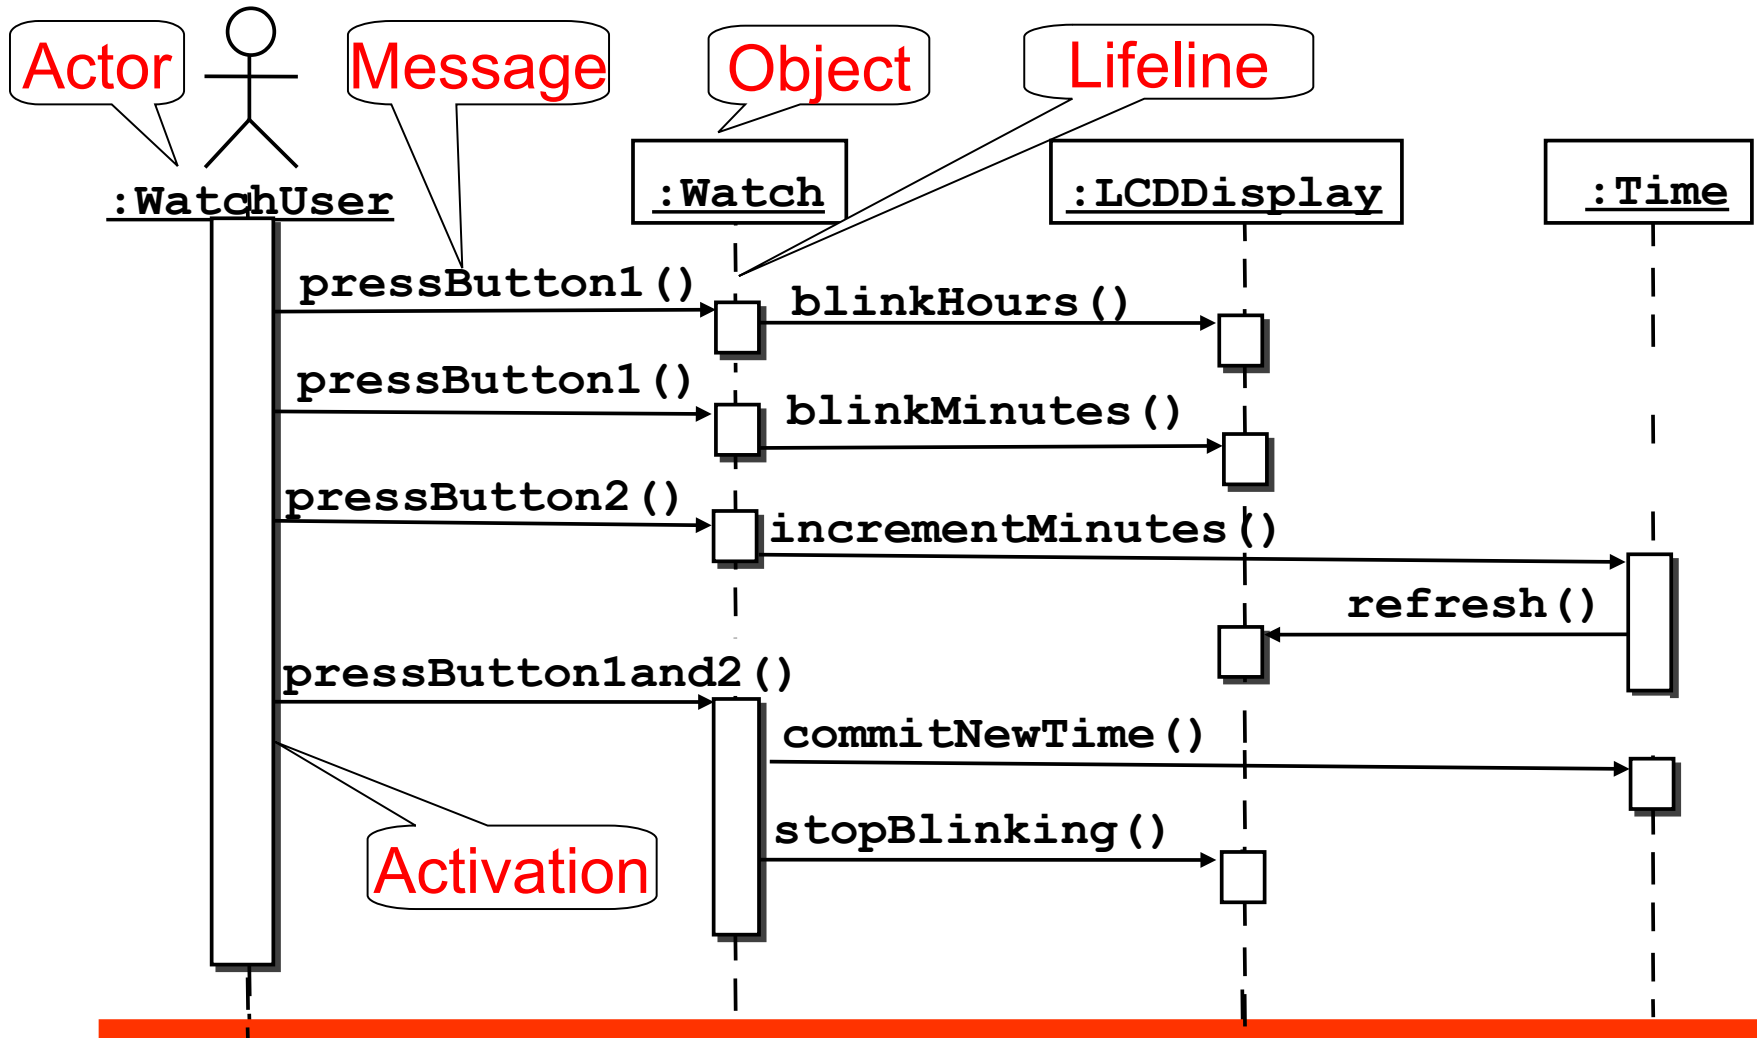 Actor
Message
Object
Lifeline
:WatchUser
:Watch
:LCDDisplay
:Time
pressButton1()
blinkHours()
pressButton1()
blinkMinutes()
pressButton2()
incrementMinutes()
refresh()
pressButton1and2()
commitNewTime()
stopBlinking()
Activation